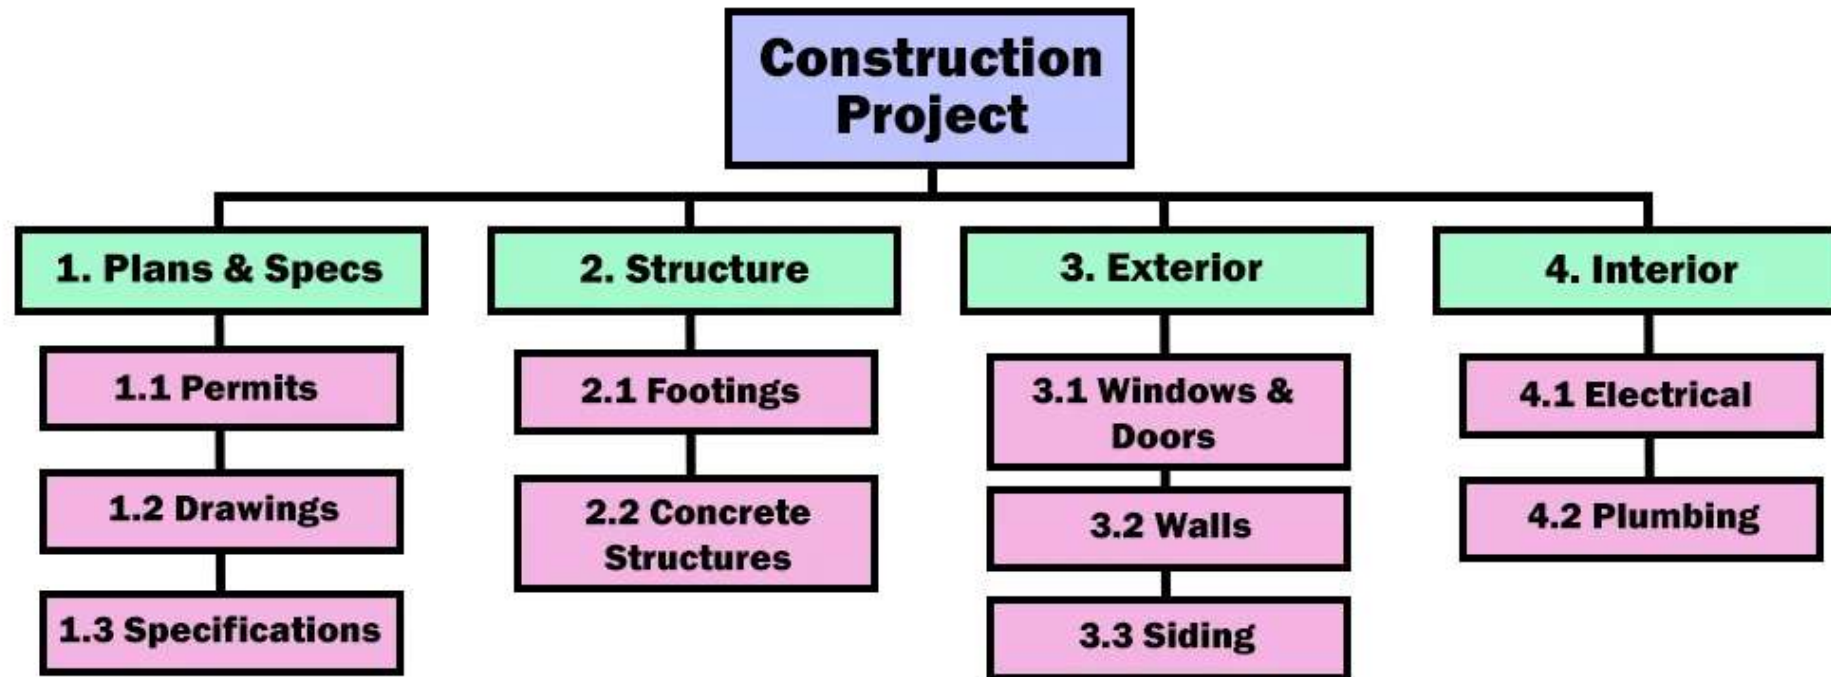 Construction
Project
1. Plans & Specs
2. Structure
3. Exterior
4. Interior
1.1 Permits
1.2 Drawings
1.3 Specifications
2.1 Footings
2.2 Concrete
Structures
3.1 Windows &
Doors
3.2 Walls
3.3 Siding
4.1 Electrical
4.2 Plumbing